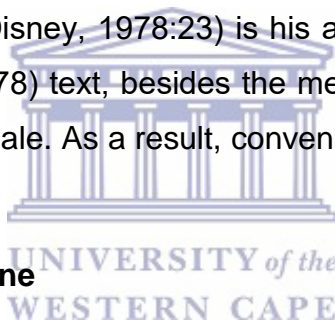 Disney, 1978:23) is his a
78) text, besides the me
ale. As a result, conven
ne
UNIVERSITY of the
WESTERN CAPE